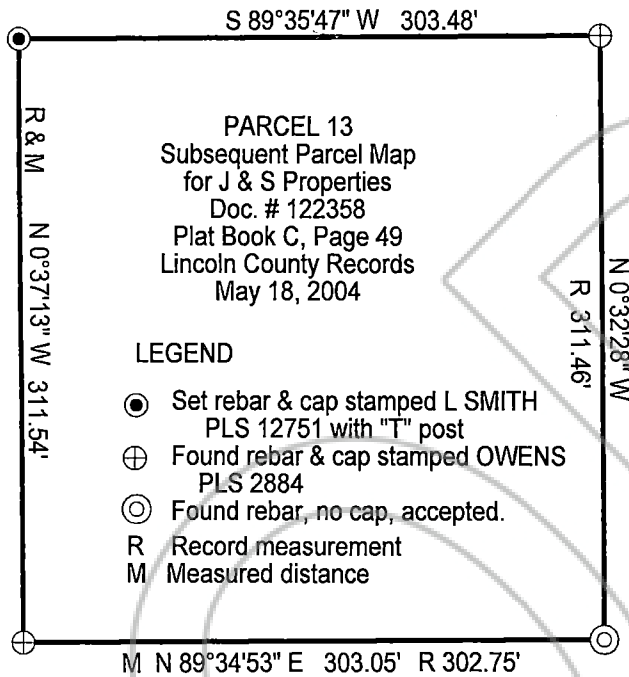 S 89°35'47" W 303.48'
R & M N 0°37'13" W 311.54'
PARCEL 13
Subsequent Parcel Map
for J & S Properties
Doc. # 122358
Plat Book C, Page 49
Lincoln County Records
May 18, 2004
N 0°32'28" W
R 311.46'
LEGEND
Set rebar & cap stamped L SMITH
PLS 12751 with "T" post
Found rebar & cap stamped OWENS
PLS 2884
Found rebar, no cap, accepted.
R Record measurement
M Measured distance
M N 89°34'53" E 303.05' R 302.75'